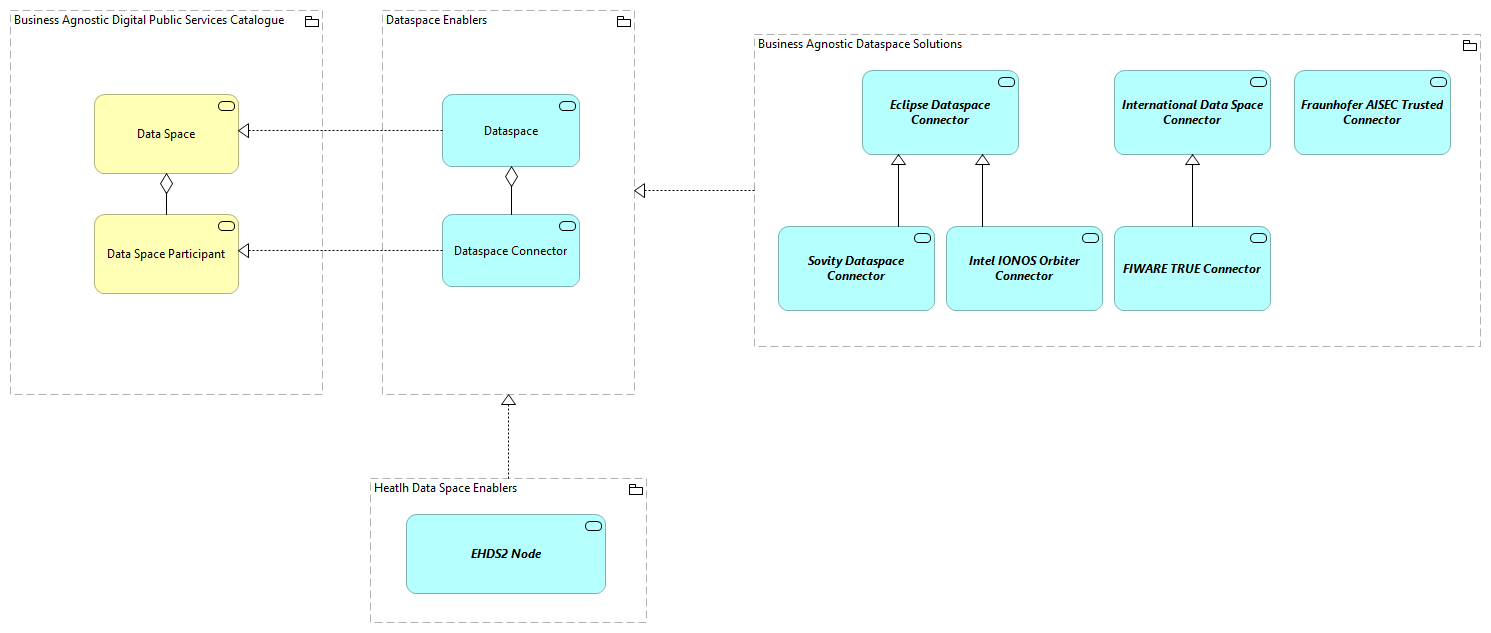 Business Agnostic Digital Public Services Catalogue
Data Space
Data Space Participant
Dataspace Enablers
Dataspace
Dataspace Connector
Business Agnostic Dataspace Solutions
Eclipse Dataspace
Connector
International Data Space
Connector
Fraunhofer AISEC Trusted
Connector
Sovity Dataspace
Connector
Intel IONOS Orbiter
Connector
FIWARE TRUE Connector
Heatlh Data Space Enablers
EHDS2 Node